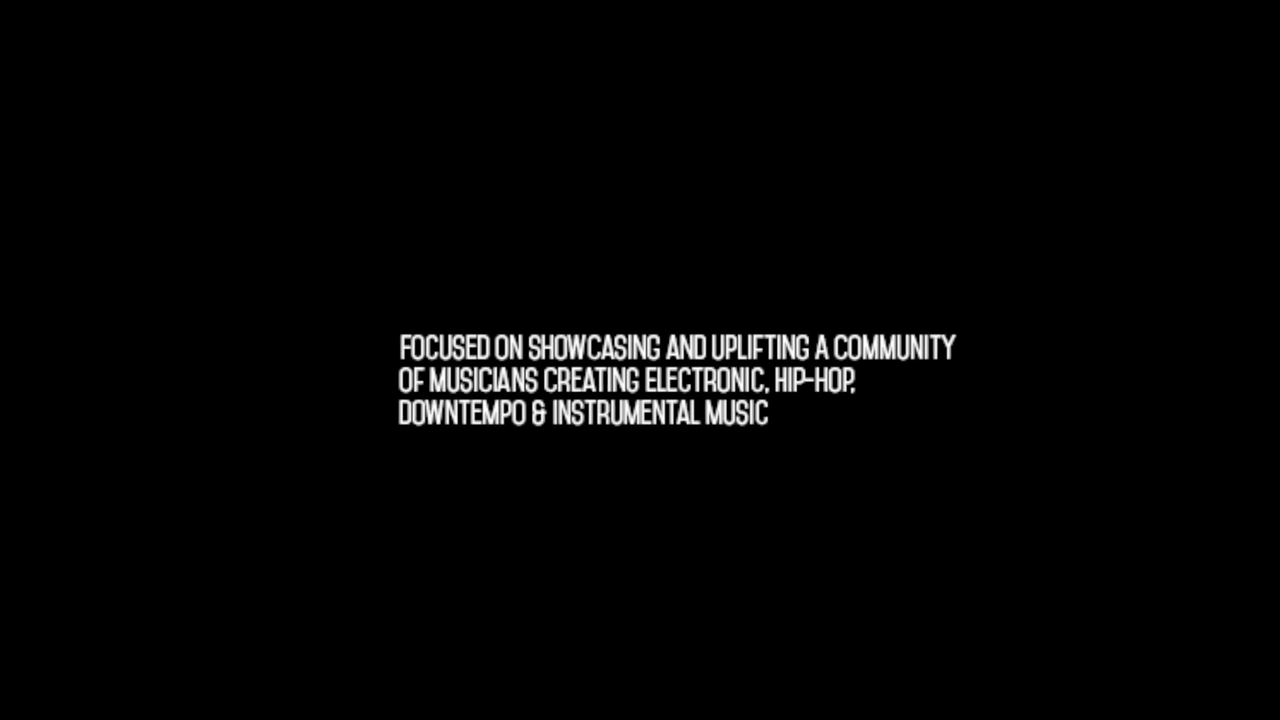 FOCUSED ON SHOWCASING AND UPLIFTING A COMMUNITY
OF MUSICIANS CREATING ELECTRONIC, HIP-HOP,
DOWNTEMPO & INSTRUMENTAL MUSIC